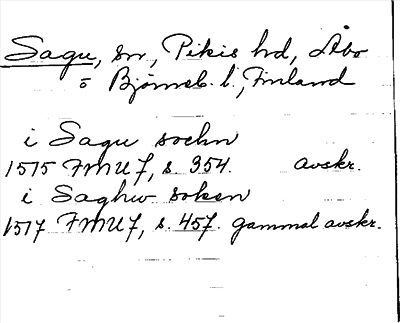 Sagu, sn, Pikis hd, Åbo
o Björneb. l., Finland
i Sagu sochn
1515 FMU 7, s. 354. avskr.
i Saghw soken
1517 FMU 7, s. 457. gammal avskr.